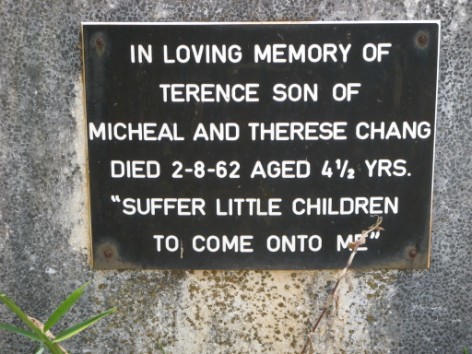 IN LOVING MEMORY OF
TERENCE SON OF
MICHEAL AND THERESE CHANG
DIED 2-8-62 AGED 4½ YRS.
"SUFFER LITTLE CHILDREN
TO COME ONTO ME"